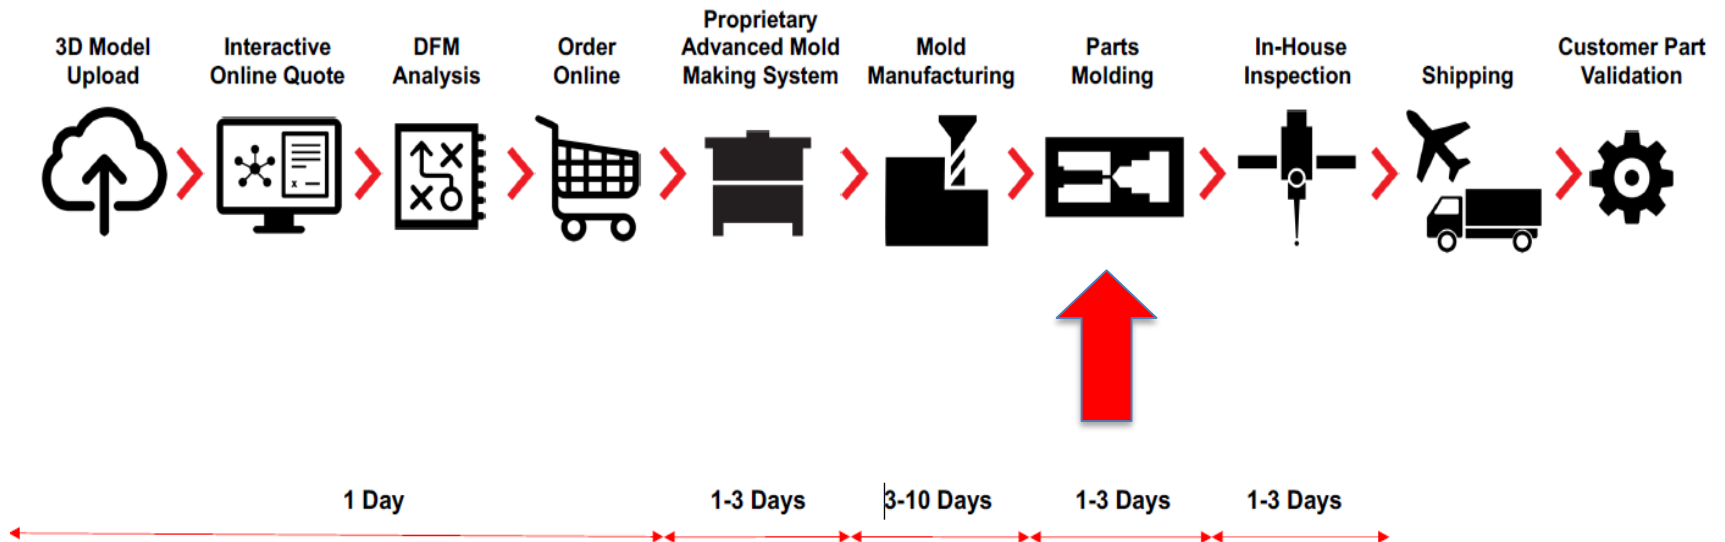 3D Model
Upload
Interactive
Online Quote
DFM
Analysis
Order
Online
Proprietary
Advanced Mold
Making System
Mold
Manufacturing
Parts
Molding
In-House
Inspection
Shipping
Customer Part
Validation
1 Day
1-3 Days
3-10 Days
1-3 Days
1-3 Days